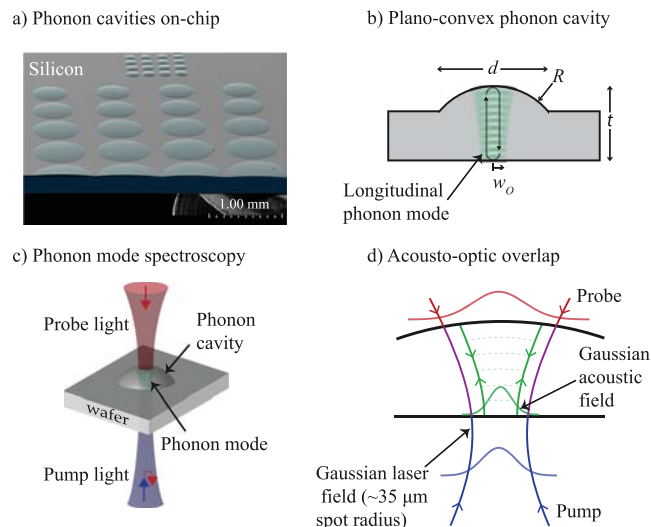 a) Phonon cavities on-chip
Silicon
1.00 mm
b) Plano-convex phonon cavity
d
R
t
Longitudinal
phonon mode
wo
c) Phonon mode spectroscopy
Probe light
Phonon
cavity
wafer
Phonon mode
Pump light
d) Acousto-optic overlap
Probe
Gaussian
acoustic
field
Gaussian laser
field (~35 μm
spot radius)
Pump